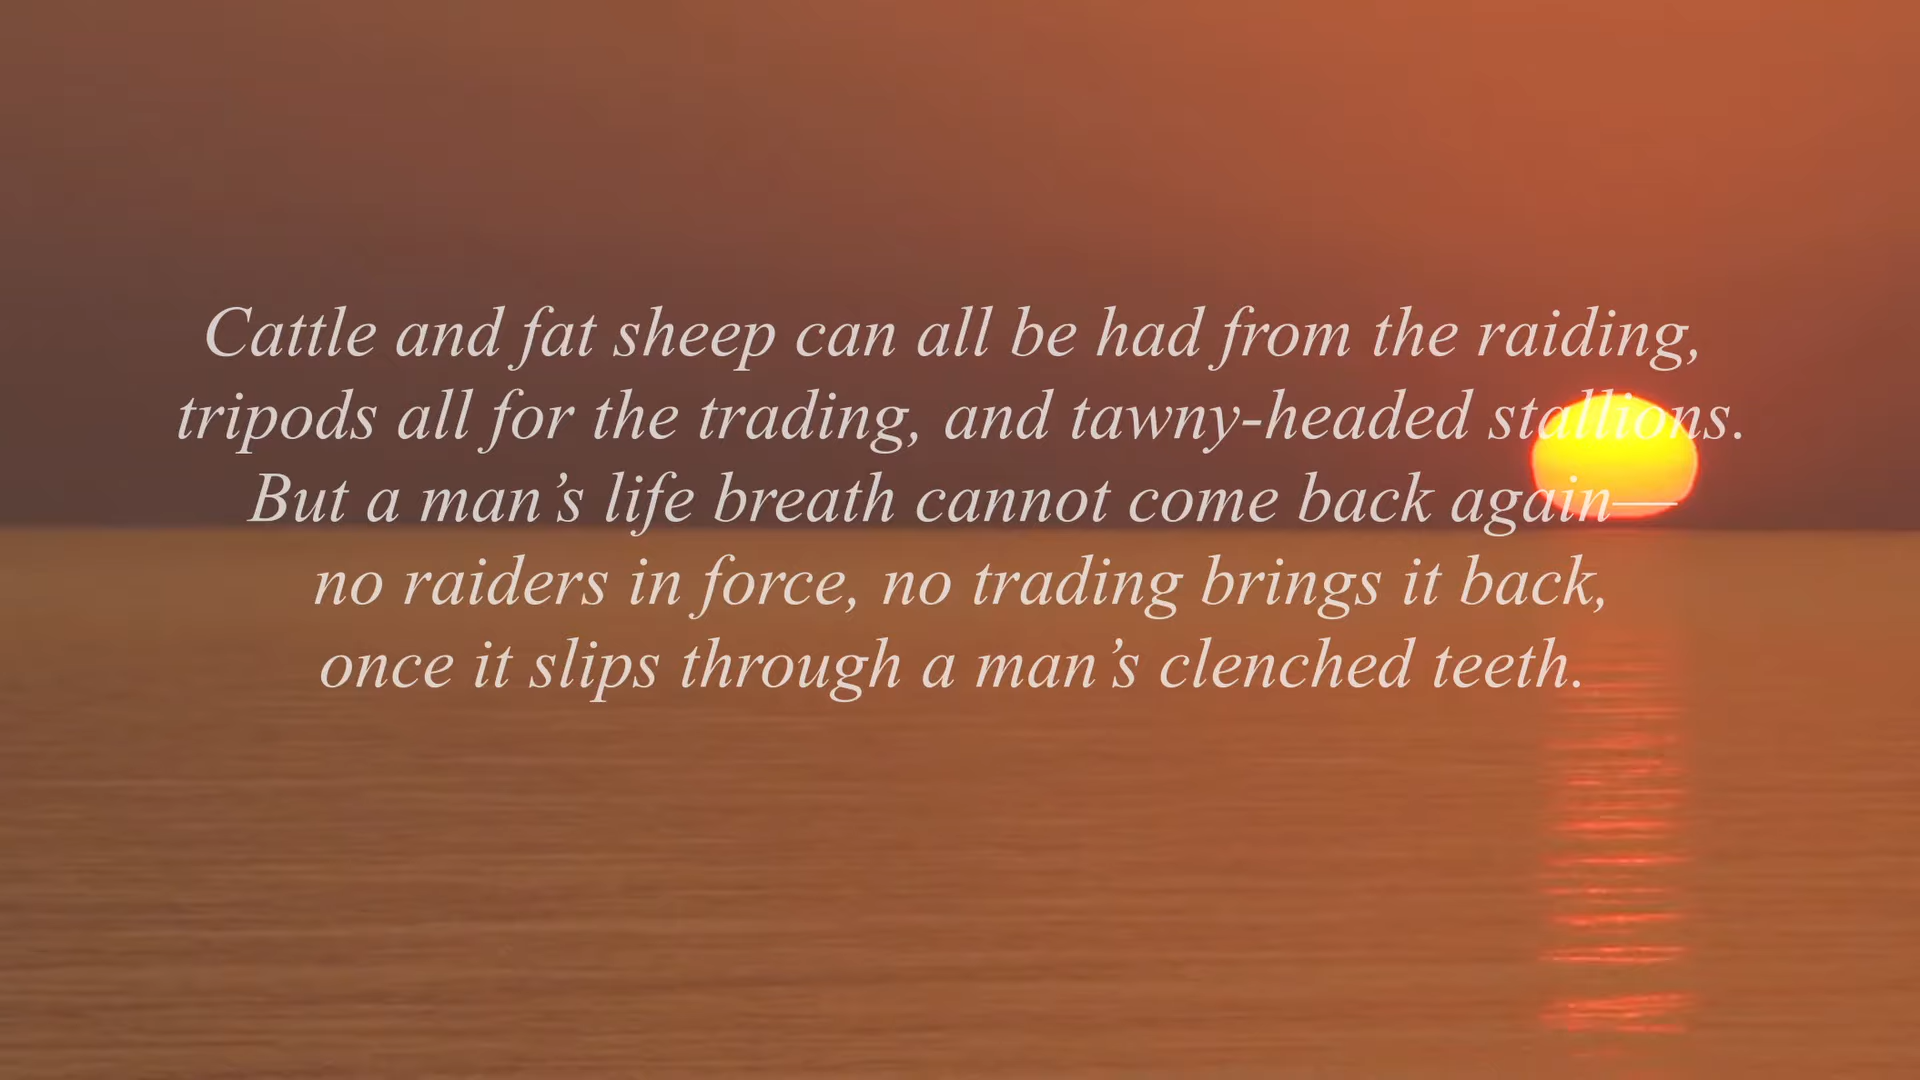 Cattle and fat sheep can all be had from the raiding,
tripods all for the trading, and tawny-headed stallions.
But a man’s life breath cannot come back again—
no raiders in force, no trading brings it back,
once it slips through a man’s clenched teeth.